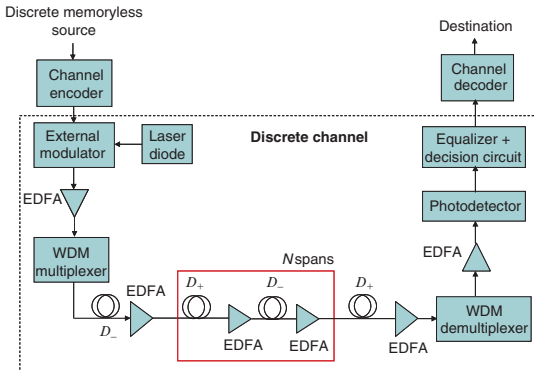 Discrete memoryless
source
Channel
encoder
External
modulator
Laser
diode
EDFA
WDM
multiplexer
D−
EDFA
N spans
D+
EDFA
D−
EDFA
D+
EDFA
WDM
demultiplexer
EDFA
Photodetector
Equalizer +
decision circuit
Discrete channel
Channel
decoder
Destination